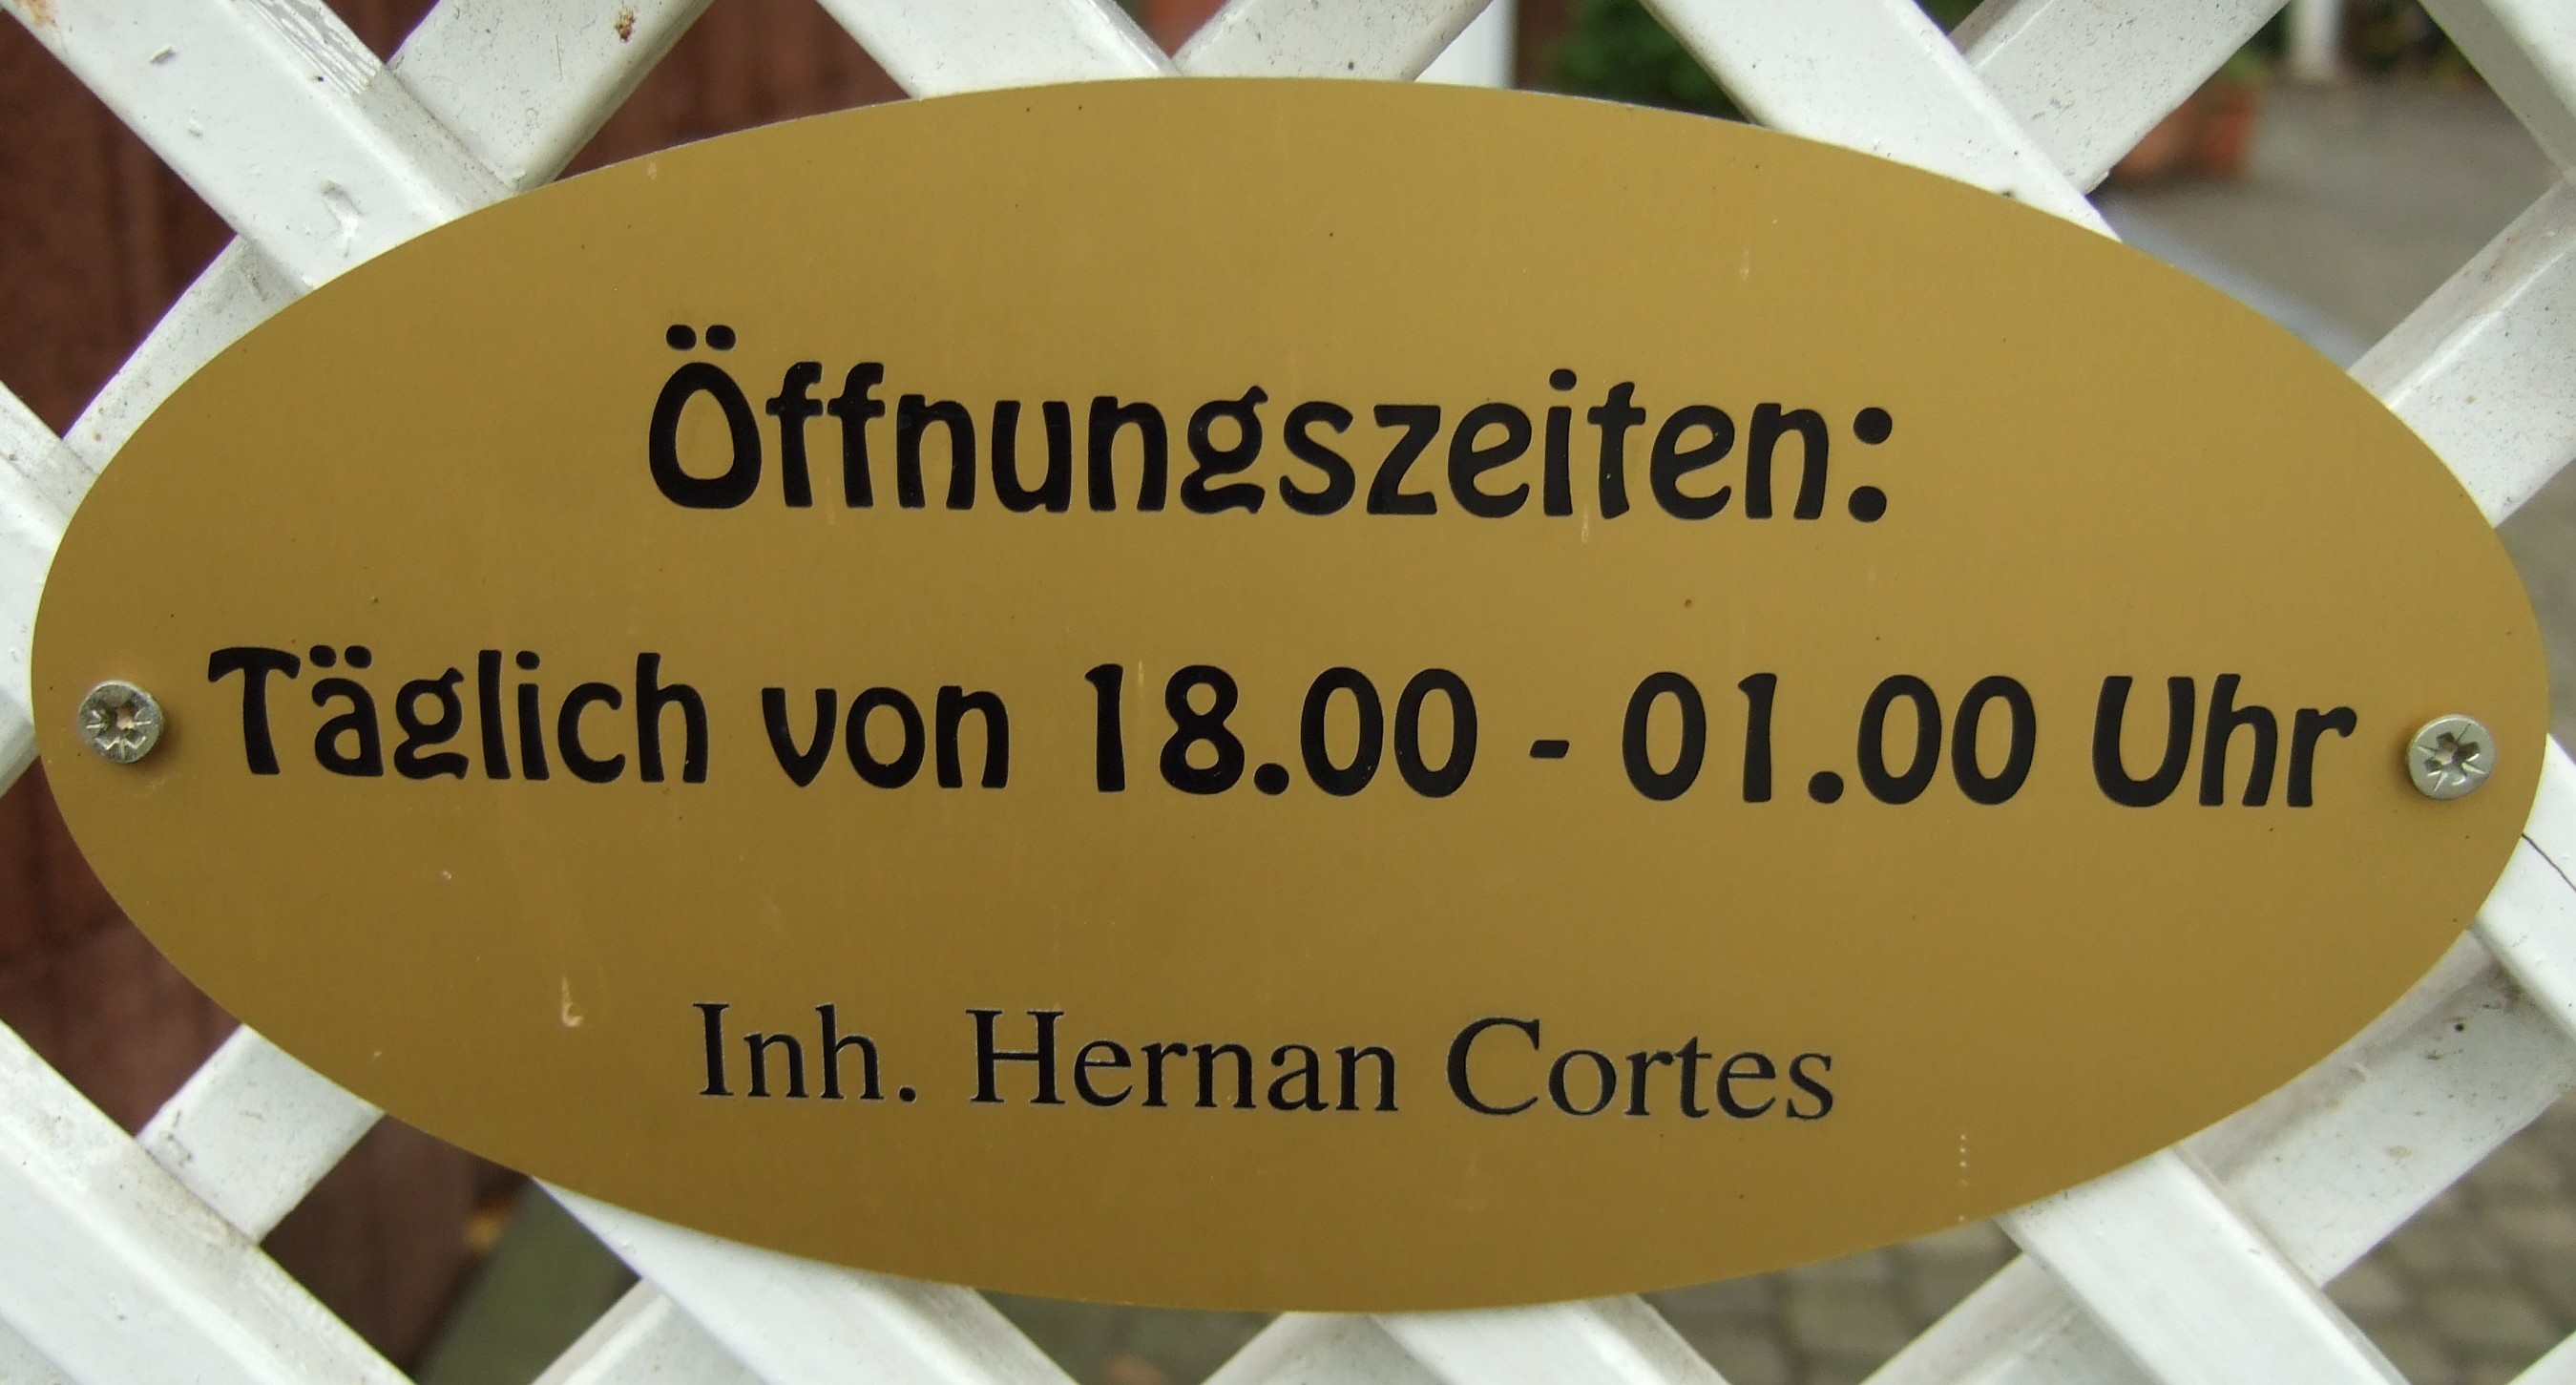 Öffnungszeiten:
Täglich von 18.00 - 01.00 Uhr
Inh. Hernan Cortes